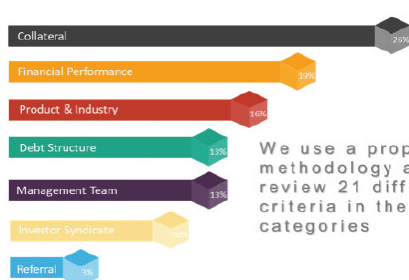 Collateral
26%
Financial Performance
19%
Product & Industry
16%
Debt Structure
13%
Management Team
13%
Investor Syndicate
Referral
3%
We use a prop
methodology a
review 21 diff
criteria in the
categories